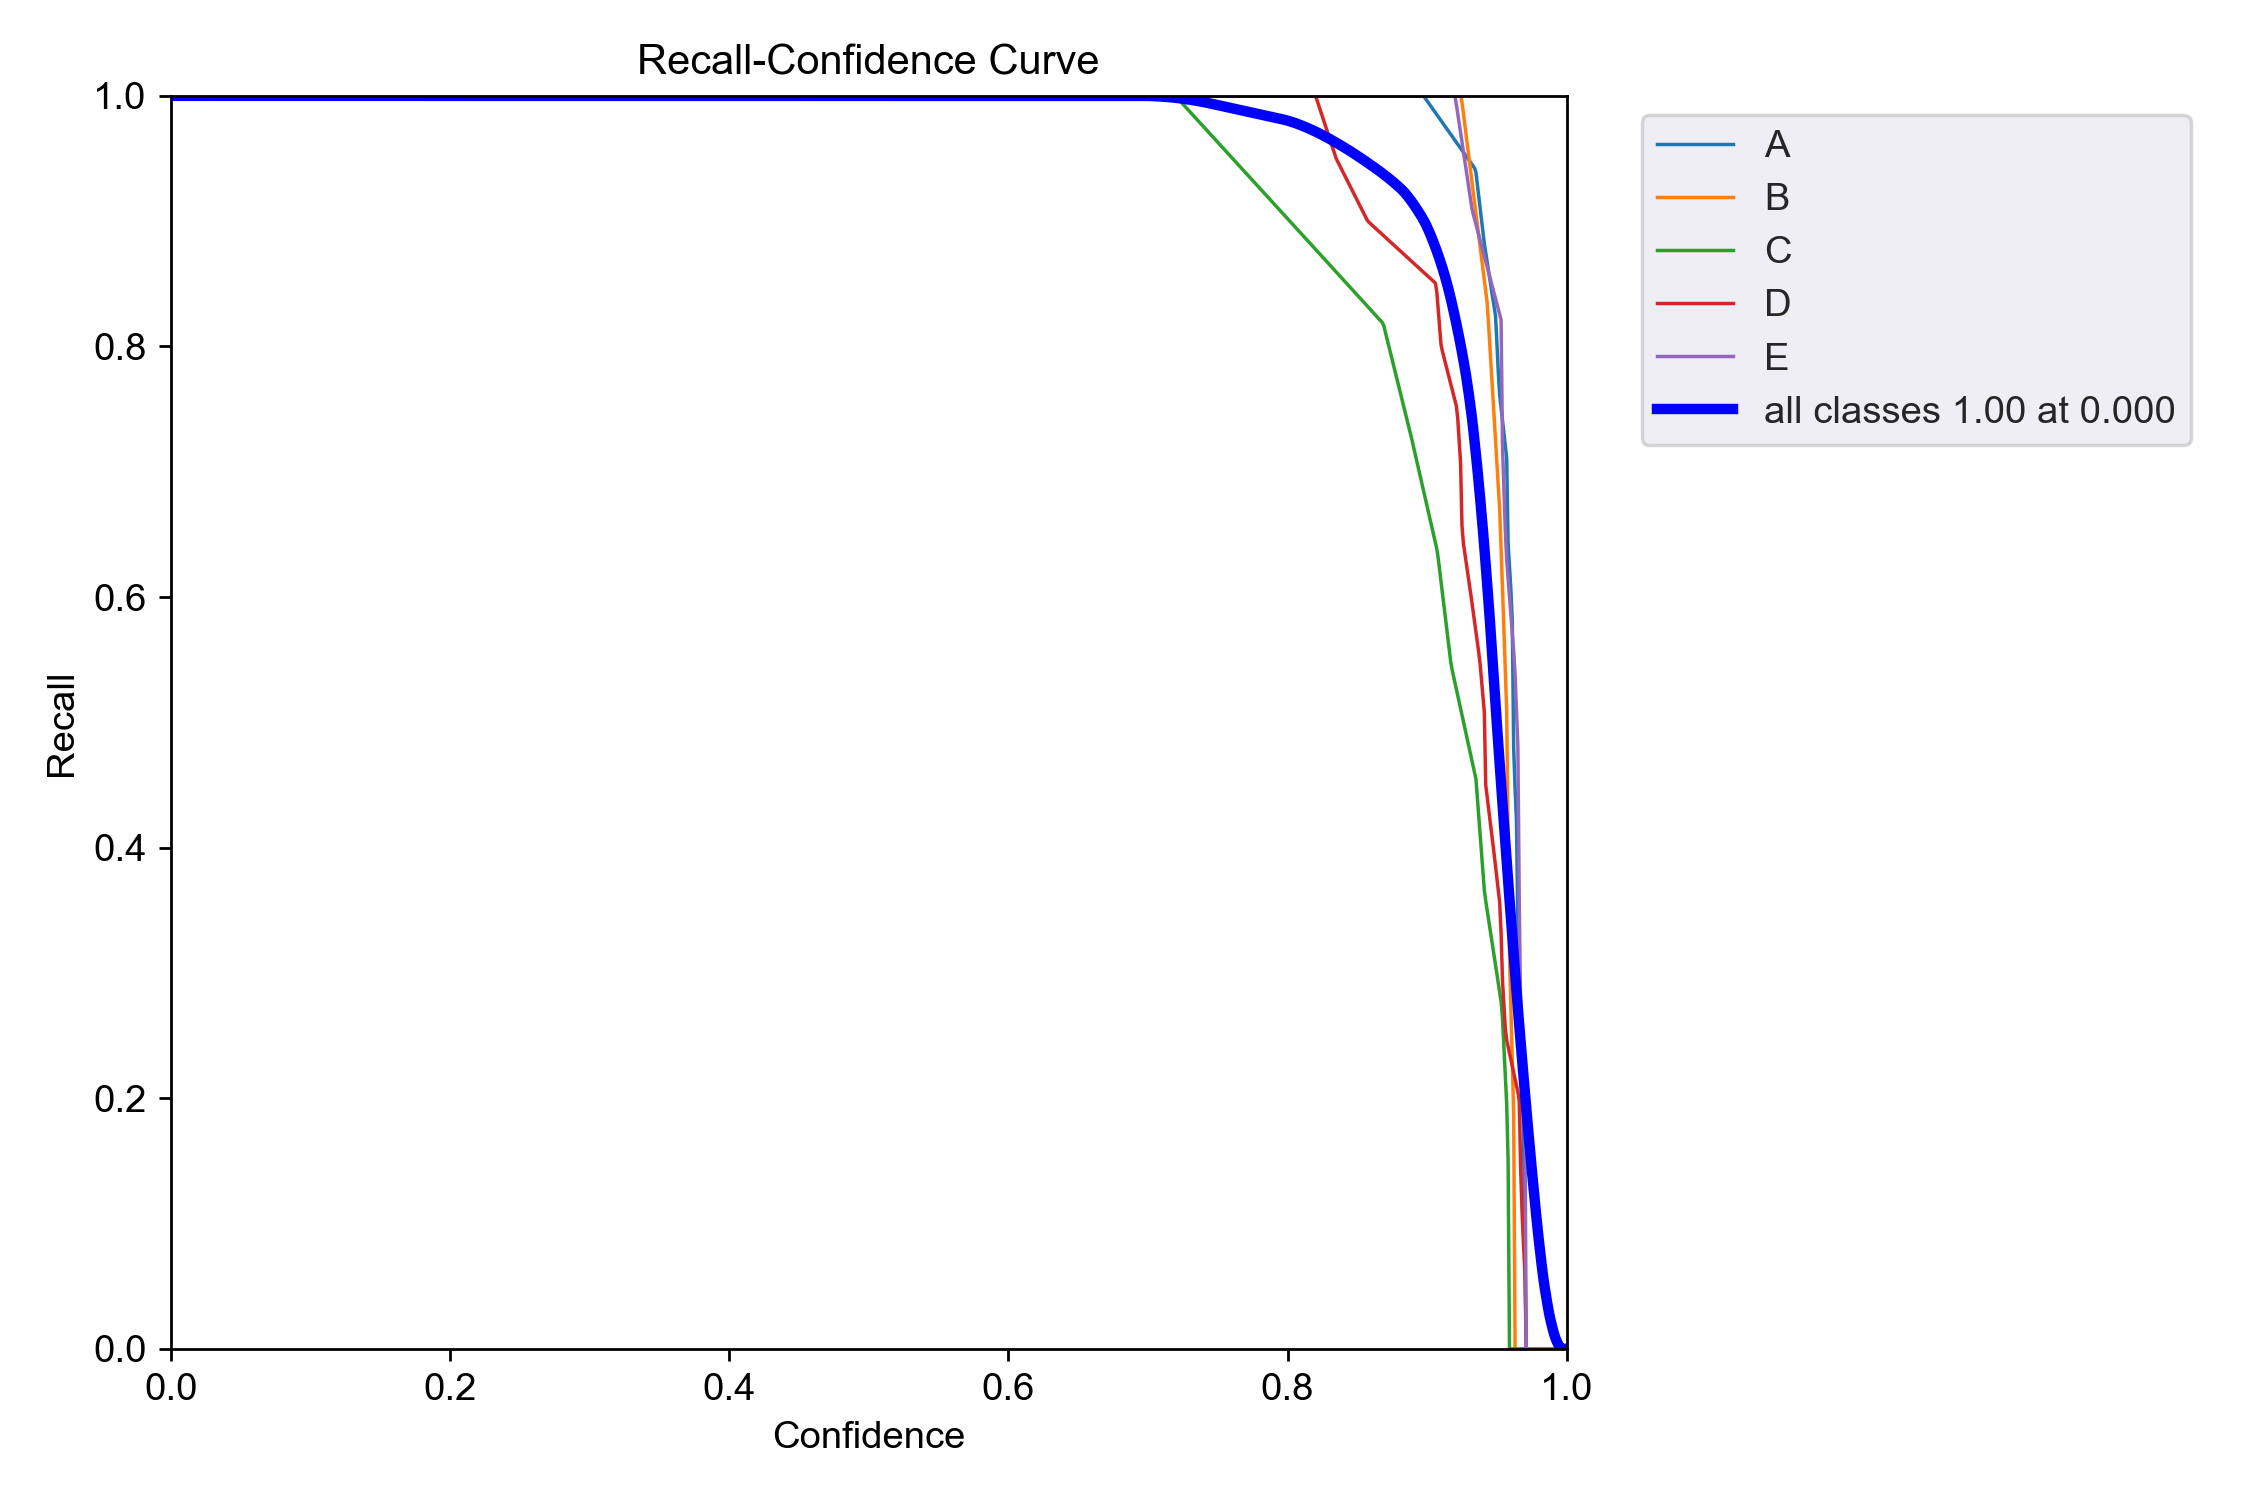 Recall-Confidence Curve
1.0
0.8
0.6
0.4
0.2
0.0
Recall
0.0 0.2 0.4 0.6 0.8 1.0
Confidence
A
B
C
D
E
all classes 1.00 at 0.000